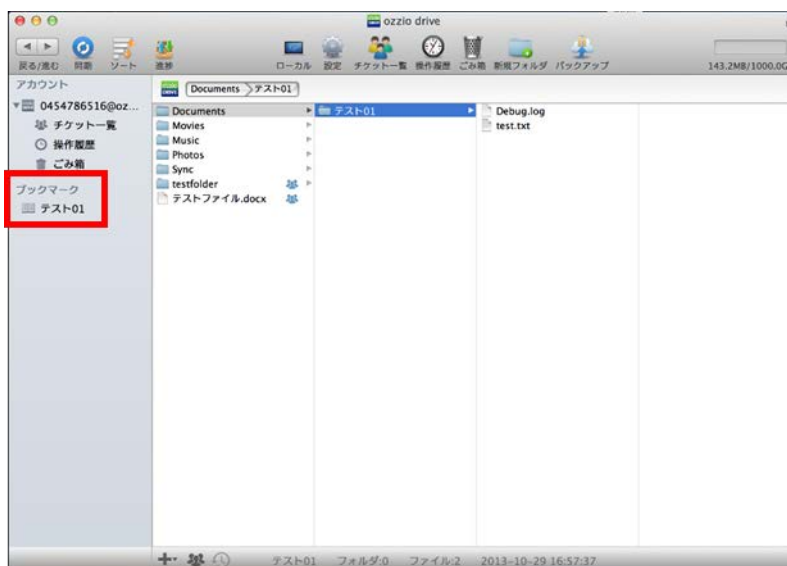 ozzio drive
戻る/進む 同期 ソート 進捗 ローカル 設定 チケット一覧 操作履歴 ごみ箱 新規フォルダ バックアップ 143.2MB/1000.0G
アカウント
Documents テスト01
0454786516@oz...
チケット一覧
操作履歴
ごみ箱
ブックマーク
テスト01
Documents
Movies
Music
Photos
Sync
testfolder
テストファイル.docx
テスト01
Debug.log
test.txt
テスト01 フォルダ:0 ファイル:2 2013-10-29 16:57:37